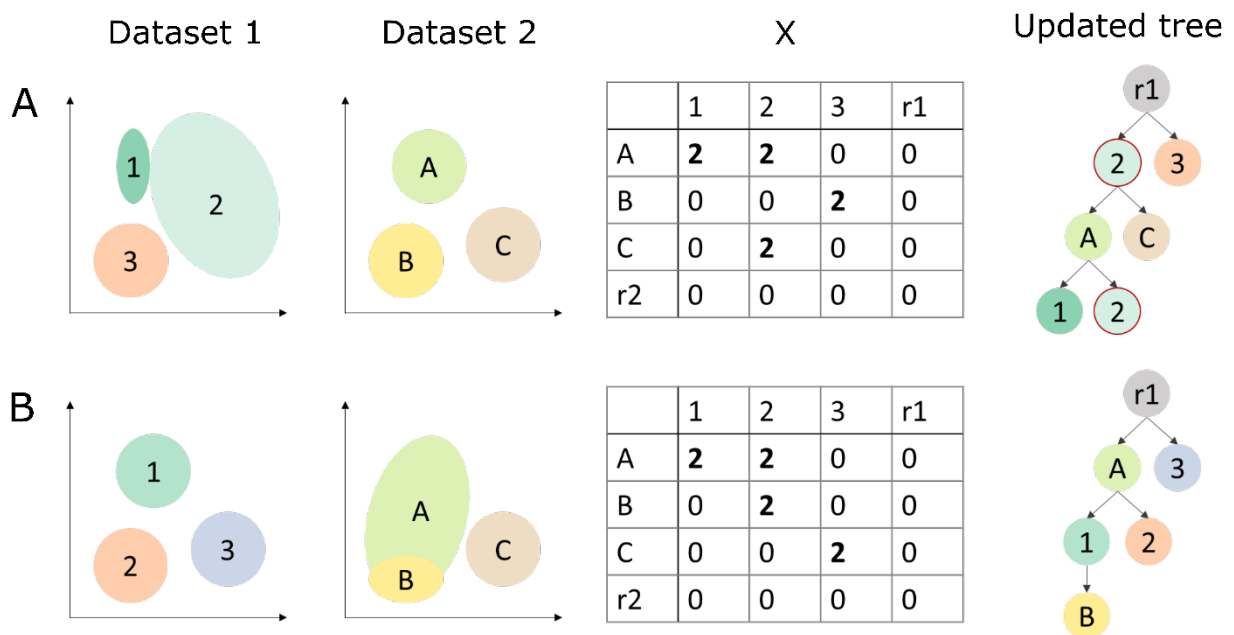 Dataset 1 Dataset 2 X Updated tree
A
1
2
3
A
B
C
1 2 3 r1
A 2 2 0 0
B 0 0 2 0
C 0 2 0 0
r2 0 0 0 0
r1
2 3
A C
1 2
B
1
2
3
A
B
C
1 2 3 r1
A 2 2 0 0
B 0 2 0 0
C 0 0 2 0
r2 0 0 0 0
r1
A 3
1 2
B